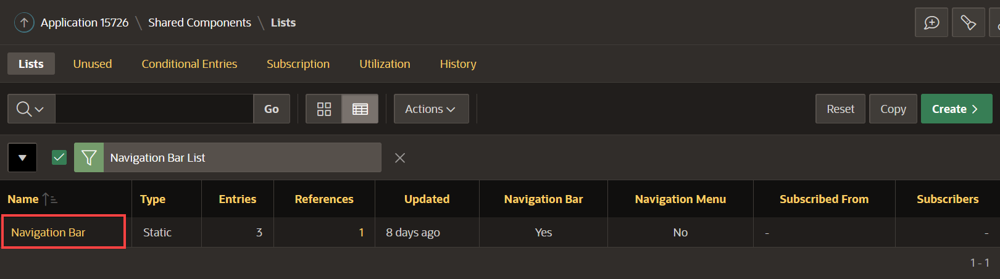 Application 15726 \ Shared Components \ Lists
Lists Unused Conditional Entries Subscription Utilization History
Go Actions Reset Copy Create >
Navigation Bar List
Name Type Entries References Updated Navigation Bar Navigation Menu Subscribed From Subscribers
Navigation Bar Static 3 1 8 days ago Yes No - -
1 - 1